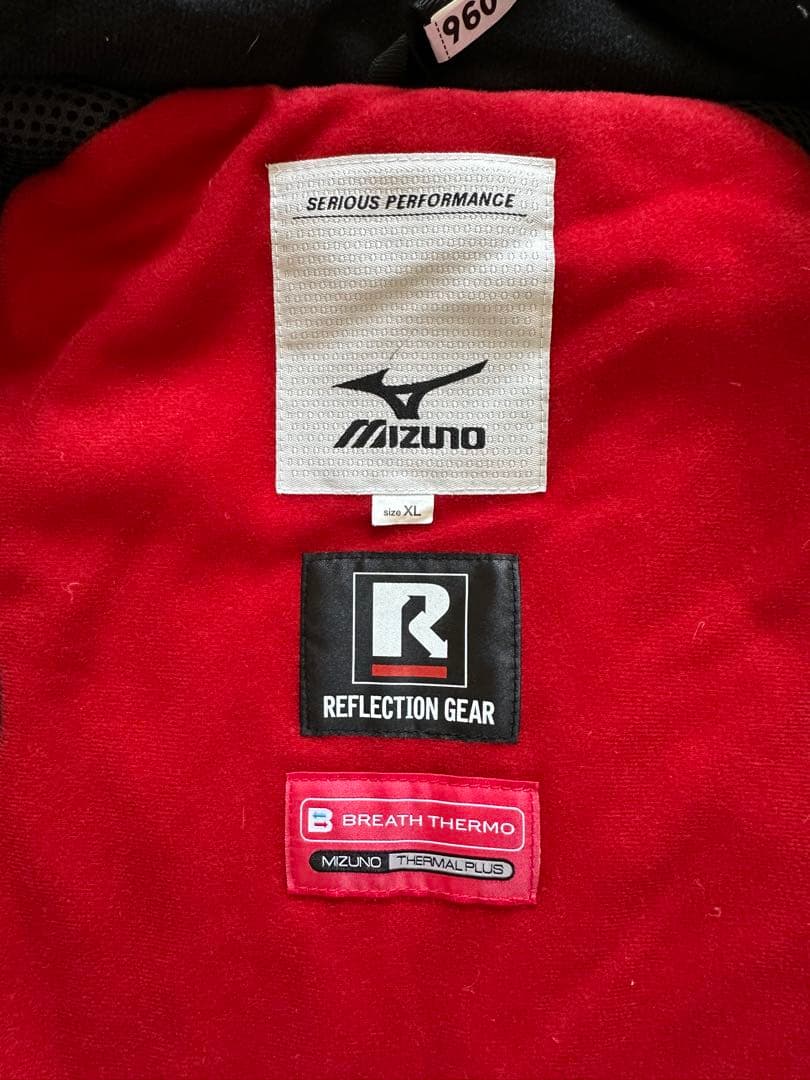 960
SERIOUS PERFORMANCE
MIZUNO
size XL
R
REFLECTION GEAR
B BREATH THERMO
MIZUNO THERMAL PLUS